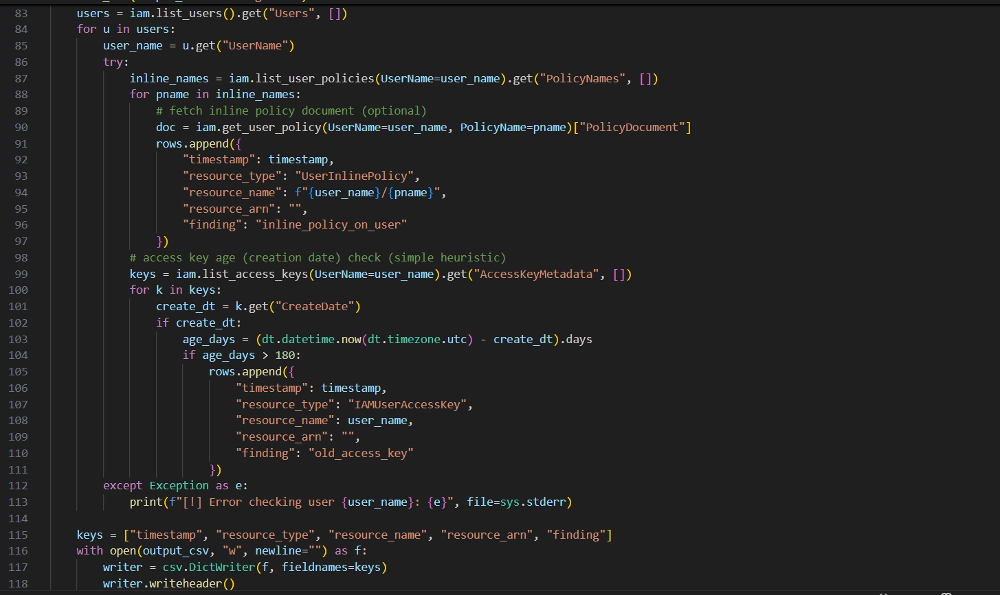 83 users = iam.list_users().get("Users", [])
84 for u in users:
85 user_name = u.get("UserName")
86 try:
87 inline_names = iam.list_user_policies(UserName=user_name).get("PolicyNames", [])
88 for pname in inline_names:
89 # fetch inline policy document (optional)
90 doc = iam.get_user_policy(UserName=user_name, PolicyName=pname)["PolicyDocument"]
91 rows.append({
92 "timestamp": timestamp,
93 "resource_type": "UserInlinePolicy",
94 "resource_name": f"{user_name}/{pname}",
95 "resource_arn": "",
96 "finding": "inline_policy_on_user"
97 })
98 # access key age (creation date) check (simple heuristic)
99 keys = iam.list_access_keys(UserName=user_name).get("AccessKeyMetadata", [])
100 for k in keys:
101 create_dt = k.get("CreateDate")
102 if create_dt:
103 age_days = (dt.datetime.now(dt.timezone.utc) - create_dt).days
104 if age_days > 180:
105 rows.append({
106 "timestamp": timestamp,
107 "resource_type": "IAMUserAccessKey",
108 "resource_name": user_name,
109 "resource_arn": "",
110 "finding": "old_access_key"
111 })
112 except Exception as e:
113 print(f"[!] Error checking user {user_name}: {e}", file=sys.stderr)
114
115 keys = ["timestamp", "resource_type", "resource_name", "resource_arn", "finding"]
116 with open(output_csv, "w", newline="") as f:
117 writer = csv.DictWriter(f, fieldnames=keys)
118 writer.writeheader()